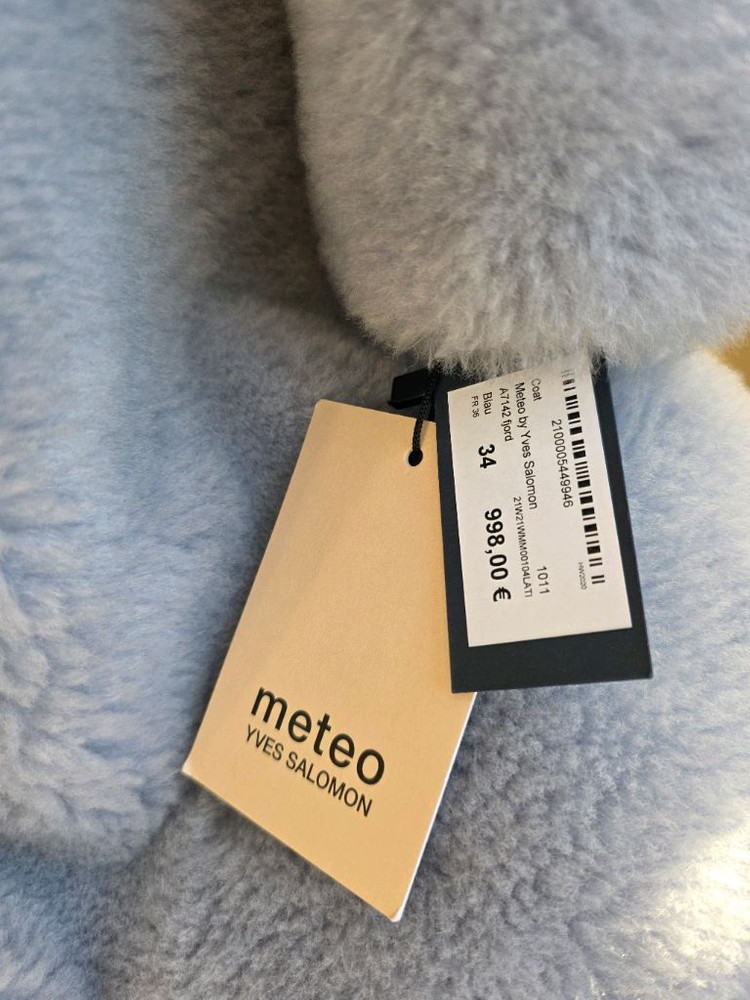 meteo
YVES SALOMON
2100005449946
HW2020
Coat 1011
Meteo by Yves Salomon
A7142 fjord 21W21WMM00104LATI
Blau 34 998,00 €
FR 36